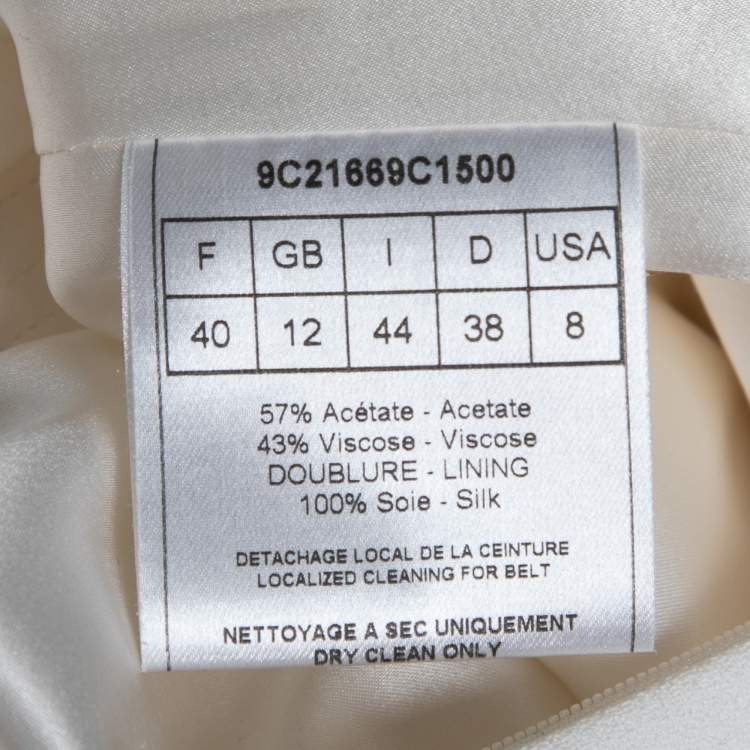 9C21669C1500
F GB I D USA
40 12 44 38 8
57% Acétate - Acetate
43% Viscose - Viscose
DOUBLURE - LINING
100% Soie - Silk
DETACHAGE LOCAL DE LA CEINTURE
LOCALIZED CLEANING FOR BELT
NETTOYAGE A SEC UNIQUEMENT
DRY CLEAN ONLY